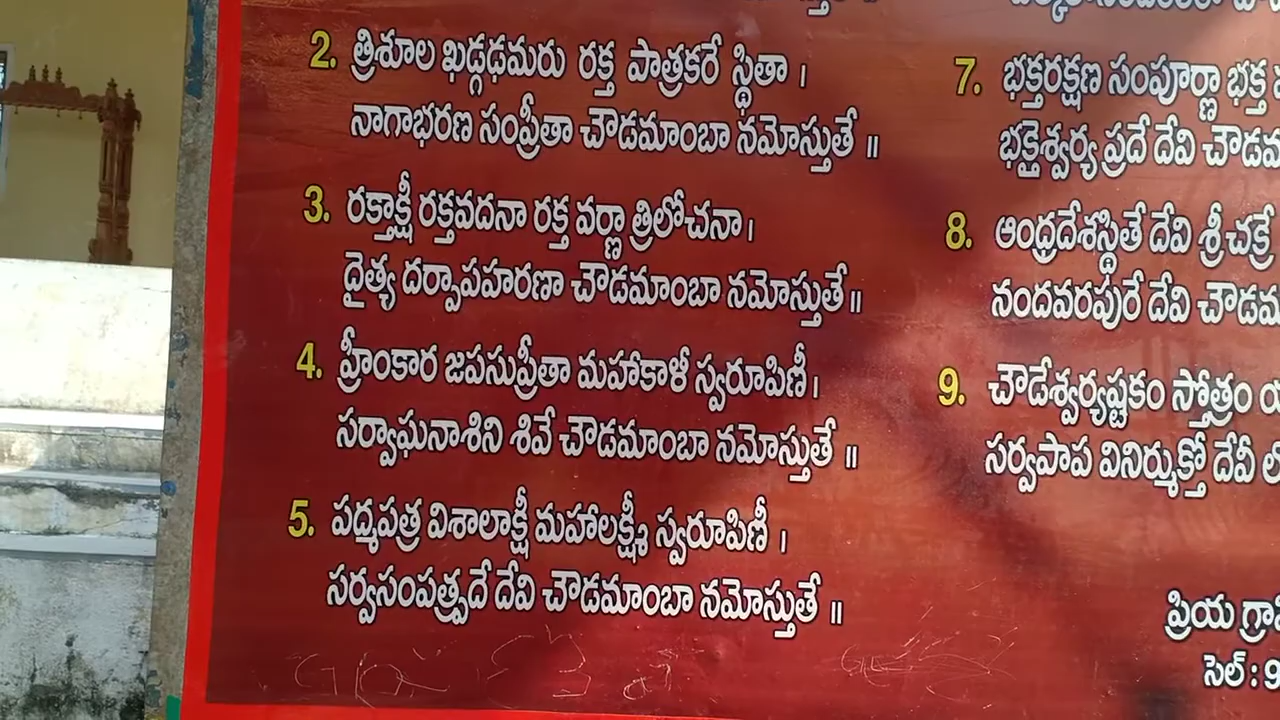 2. త్రిశూల ఖడ్గఢమరు రక్త పాత్రకరే స్థితా ।
నాగాభరణ సంప్రీతా చౌడమాంబా నమోస్తుతే ॥
3. రక్తాక్షీ రక్తవదనా రక్త వర్ణా త్రిలోచనా ।
దైత్య దర్పాపహరణా చౌడమాంబా నమోస్తుతే ॥
4. హ్రీంకార జపసుప్రీతా మహాకాళీ స్వరూపిణీ ।
సర్వాఘనాశిని శివే చౌడమాంబా నమోస్తుతే ॥
5. పద్మపత్ర విశాలాక్షీ మహాలక్ష్మీ స్వరూపిణీ ।
సర్వసంపత్ప్రదే దేవి చౌడమాంబా నమోస్తుతే ॥
7. భక్తరక్షణ సంపూర్ణా భక్త
భక్తైశ్వర్య ప్రదే దేవి
8. ఆంధ్రదేశస్థితే దేవి శ్రీచక్రే
నందవరపురే దేవి
9. చౌడేశ్వర్యష్టకం స్తోత్రం
సర్వపాప వినిర్ముక్తో దేవీ
ప్రియ
సెల్ : 9